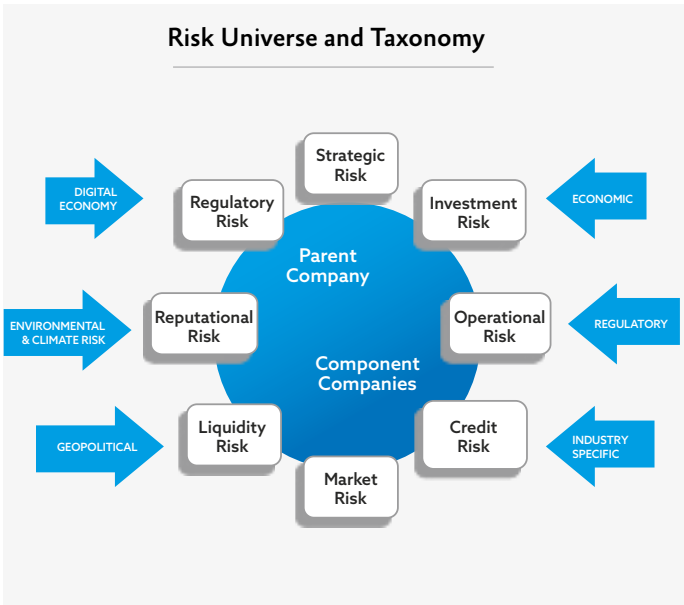 Risk Universe and Taxonomy
Strategic
Risk
DIGITAL
ECONOMY
Regulatory
Risk
Investment
Risk
ECONOMIC
Parent
Company
ENVIRONMENTAL
& CLIMATE RISK
Reputational
Risk
Operational
Risk
REGULATORY
Component
Companies
GEOPOLITICAL
Liquidity
Risk
Credit
Risk
INDUSTRY
SPECIFIC
Market
Risk